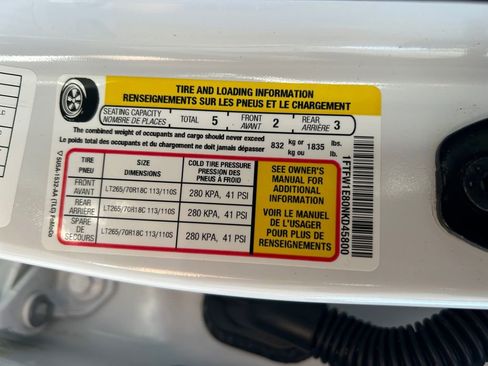 TIRE AND LOADING INFORMATION
RENSEIGNEMENTS SUR LES PNEUS ET LE CHARGEMENT
SEATING CAPACITY
NOMBRE DE PLACES
TOTAL 5
FRONT
AVANT 2
REAR
ARRIÈRE 3
The combined weight of occupants and cargo should never exceed
Le poids total des occupants et du chargement ne doit jamais dépasser
832 kg or 1835 lbs.
kg ou lb.
TIRE
PNEU
SIZE
DIMENSIONS
COLD TIRE PRESSURE
PRESSION DES
PNEUS À FROID
FRONT
AVANT
LT265/70R18C 113/110S
280 KPA, 41 PSI
REAR
ARRIÈRE
LT265/70R18C 113/110S
280 KPA, 41 PSI
SPARE
DE
SECOURS
LT265/70R18C 113/110S
280 KPA, 41 PSI
SEE OWNER'S
MANUAL FOR
ADDITIONAL
INFORMATION
VOIR LE MANUEL
DE L'USAGER
POUR PLUS DE
RENSEIGNEMENTS